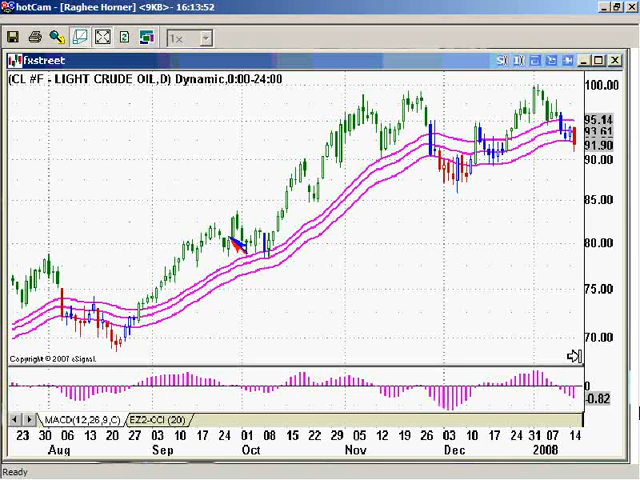 hotCam - [Raghee Horner] <9KB> - 16:13:52
1x
fxstreet
(CL #F - LIGHT CRUDE OIL,D) Dynamic,0:00-24:00
100.00
95.14
93.61
91.90
90.00
85.00
80.00
75.00
70.00
Copyright © 2007 eSignal.
0
-0.82
MACD(12,26,9,C) EZ2-CCI (20)
23 30 06 13 20 27 03 10 17 24 01 08 15 22 29 05 12 19 26 03 10 17 24 31 07 14
Aug Sep Oct Nov Dec 2008
Ready